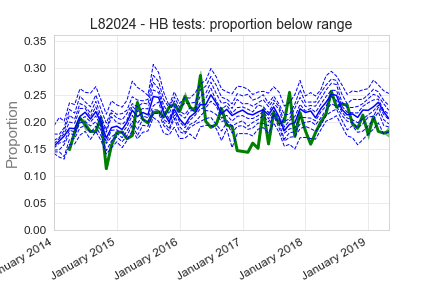 L82024 - HB tests: proportion below range
Proportion
0.35
0.30
0.25
0.20
0.15
0.10
0.05
0.00
nuary 2014
January 2015
January 2016
January 2017
January 2018
January 2019